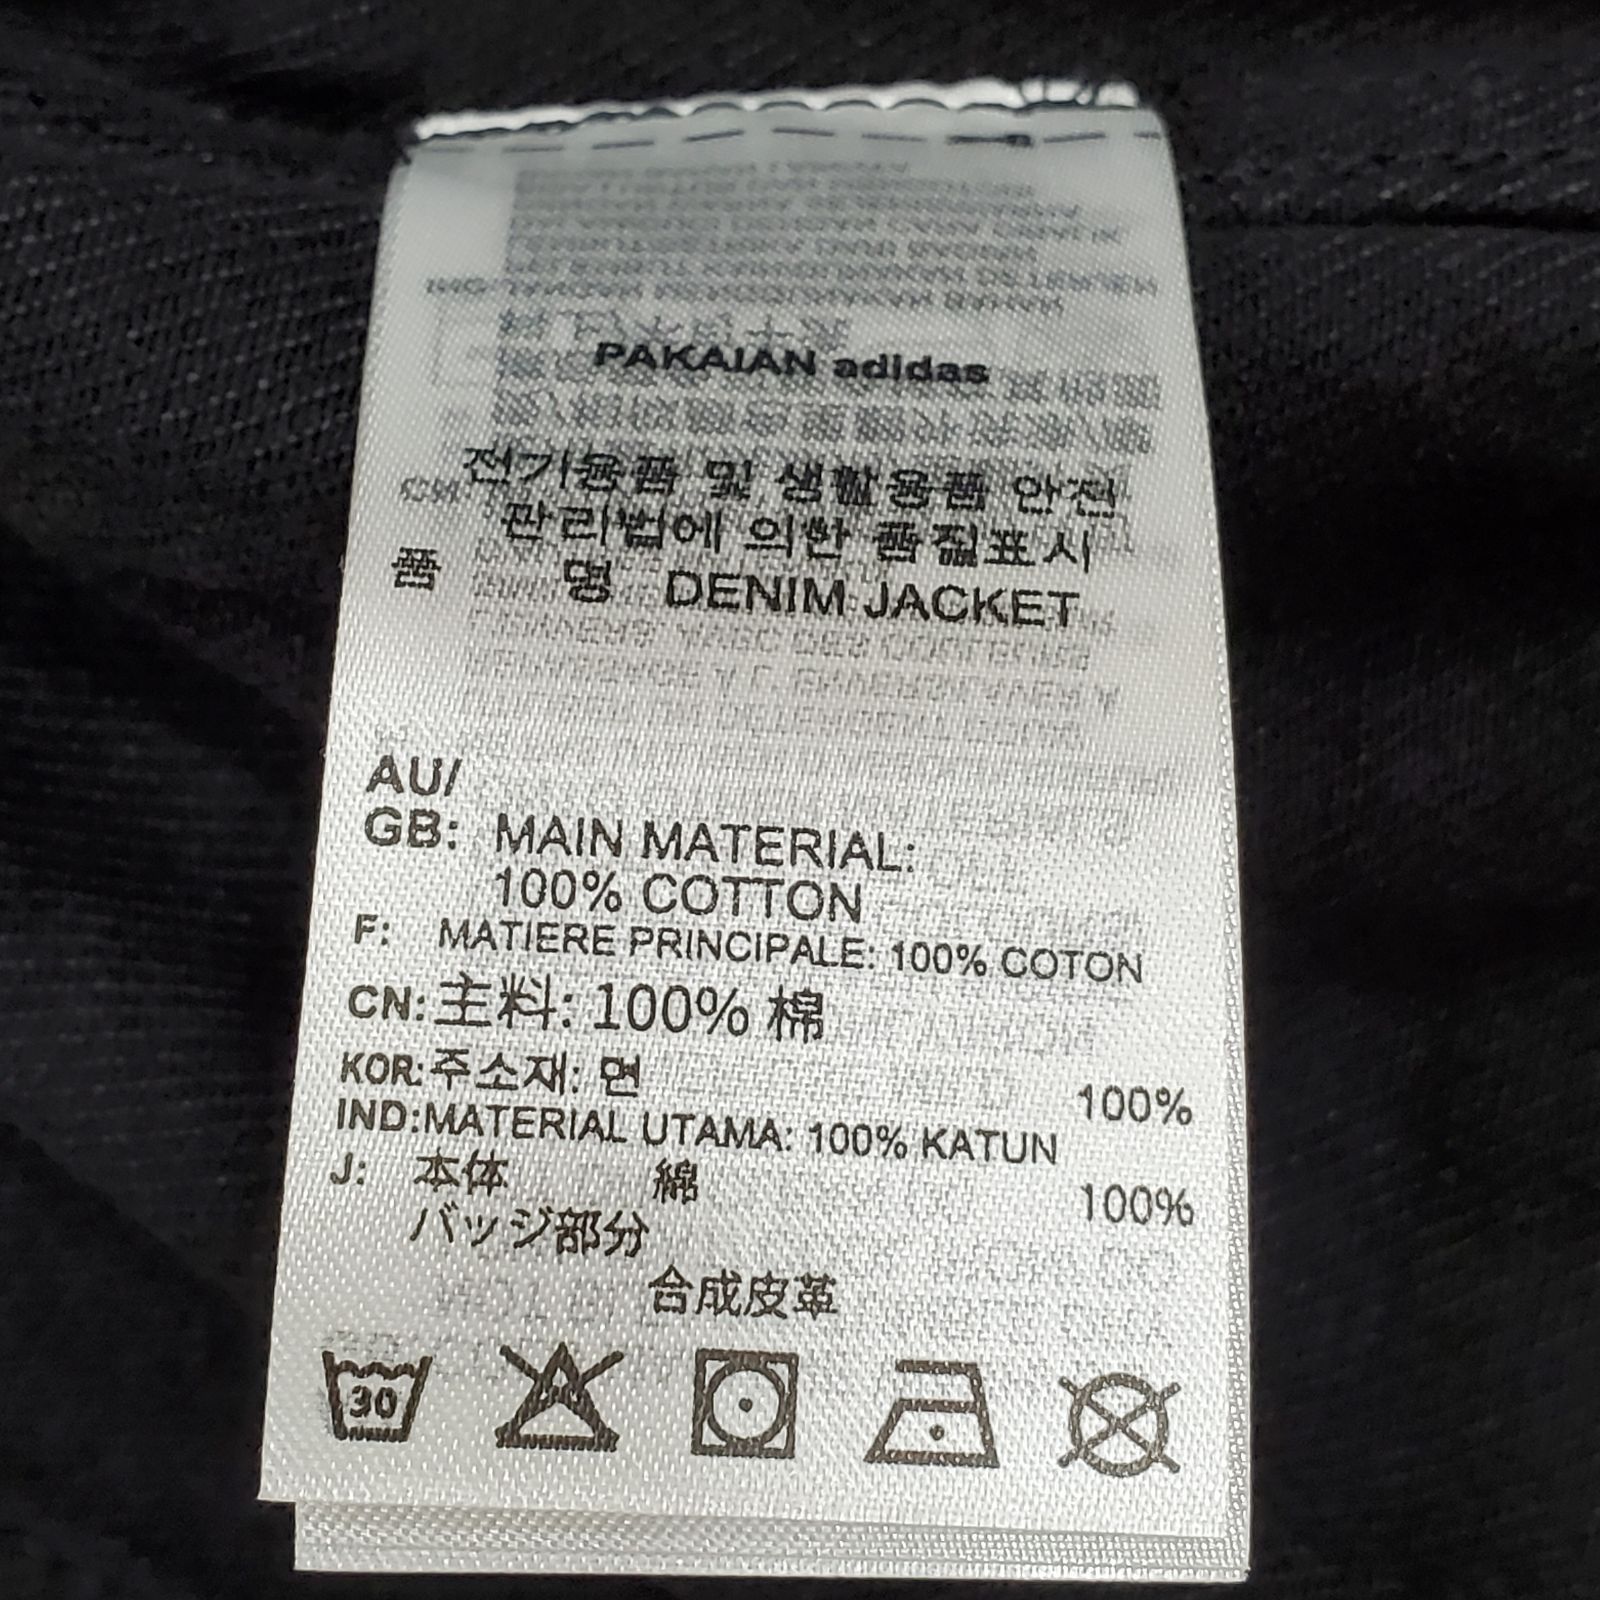 PAKAIAN adidas
전기용품 및 생활용품 안전
관리법에 의한 품질표시
품 명 DENIM JACKET
AU/
GB: MAIN MATERIAL:
100% COTTON
F: MATIERE PRINCIPALE: 100% COTON
CN: 主料: 100% 棉
KOR: 주소재: 면 100%
IND: MATERIAL UTAMA: 100% KATUN
J: 本体 綿 100%
バッジ部分
合成皮革
30